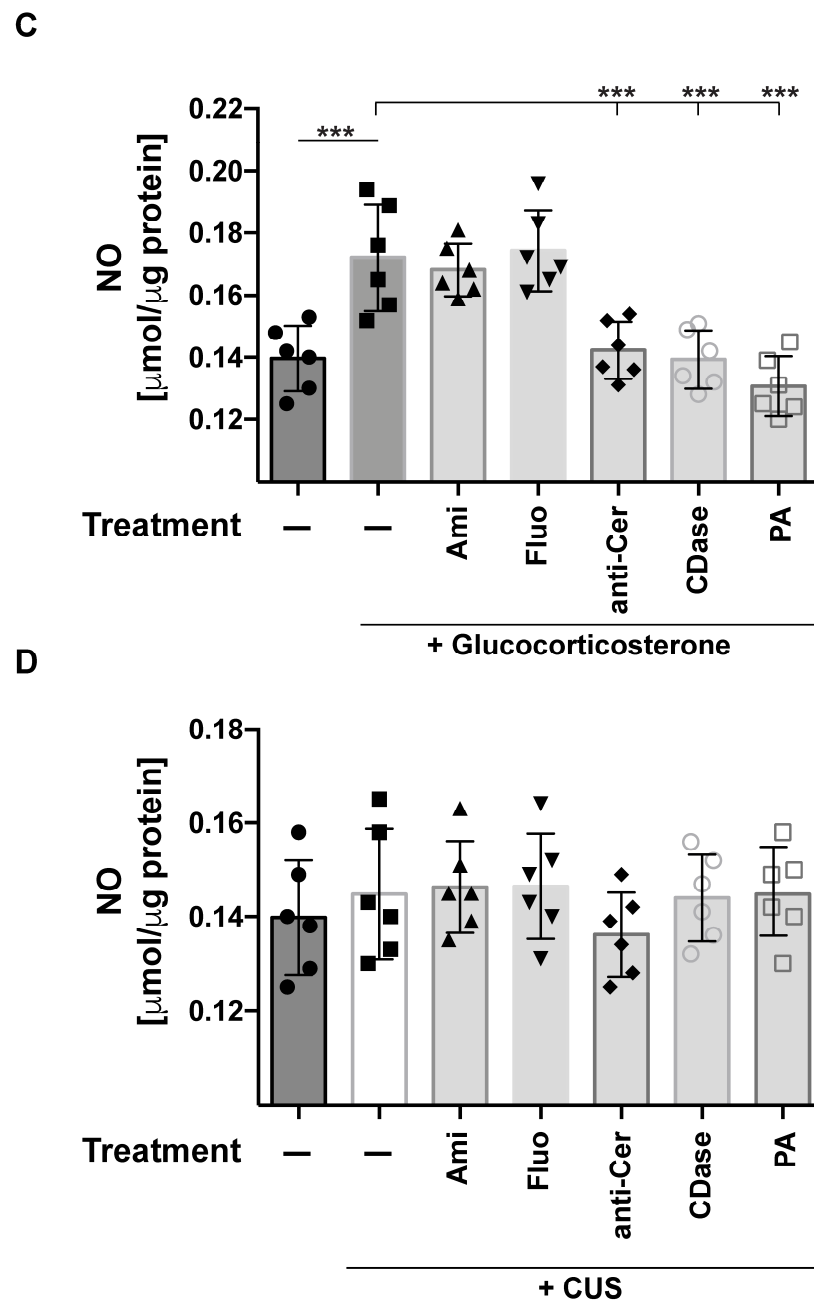 C
*** *** ***
0.22
***
0.20
0.18
0.16
0.14
0.12
NO
[μmol/μg protein]
Treatment — — Ami Fluo anti-Cer CDase PA
+ Glucocorticosterone
D
0.18
0.16
0.14
0.12
NO
[μmol/μg protein]
Treatment — — Ami Fluo anti-Cer CDase PA
+ CUS